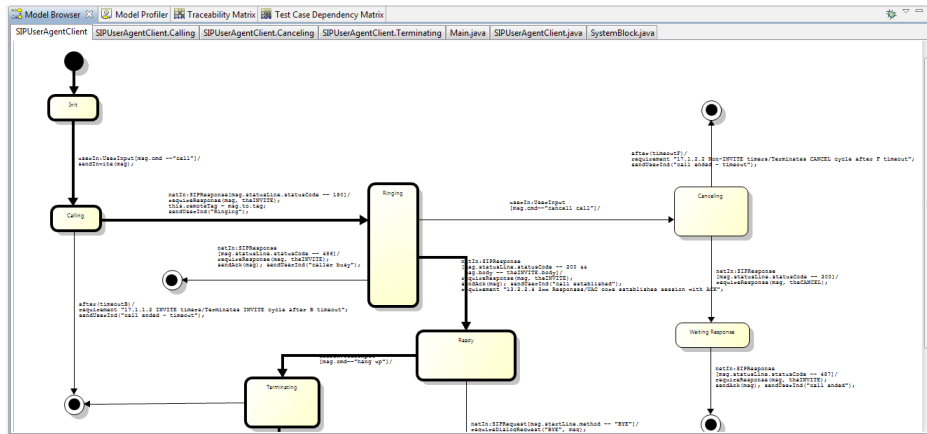 Model Browser Model Profiler Traceability Matrix Test Case Dependency Matrix
SIPUserAgentClient SIPUserAgentClient.Calling SIPUserAgentClient.Canceling SIPUserAgentClient.Terminating Main.java SIPUserAgentClient.java SystemBlock.java
Init
userIn:UserInput[msg.cmd =="call"]/
sendInvite(msg);
Calling
netIn:SIPResponse[msg.statusLine.statusCode == 180]/
requireResponse(msg, theINVITE);
this.remoteTag = msg.to.tag;
sendUserInd("Ringing");
Ringing
userIn:UserInput
[msg.cmd=="cancell call"]/
after(timeoutF)/
requirement "17.1.2.2 Non-INVITE timers/Terminates CANCEL cycle after F timeout";
sendUserInd("call ended - timeout");
Canceling
netIn:SIPResponse
[msg.statusLine.statusCode == 486]/
requireResponse(msg, theINVITE);
sendAck(msg); sendUserInd("caller busy");
netIn:SIPResponse
[msg.statusLine.statusCode == 200 &&
msg.body == theINVITE.body]/
requireResponse(msg, theINVITE);
sendAck(msg); sendUserInd("call established");
requirement "13.2.2.4 2xx Responses/UAC core establishes session with ACK";
netIn:SIPResponse
[msg.statusLine.statusCode == 200]/
requireResponse(msg, theCANCEL);
after(timeoutB)/
requirement "17.1.1.2 INVITE timers/Terminates INVITE cycle after B timeout";
sendUserInd("call ended - timeout");
Ready
Waiting Response
[msg.cmd=="hang up"]/
Terminating
netIn:SIPResponse
[msg.statusLine.statusCode == 487]/
requireResponse(msg, theINVITE);
sendAck(msg); sendUserInd("call ended");
netIn:SIPRequest[msg.startLine.method == "BYE"]/
requireDialogRequest("BYE", msg);